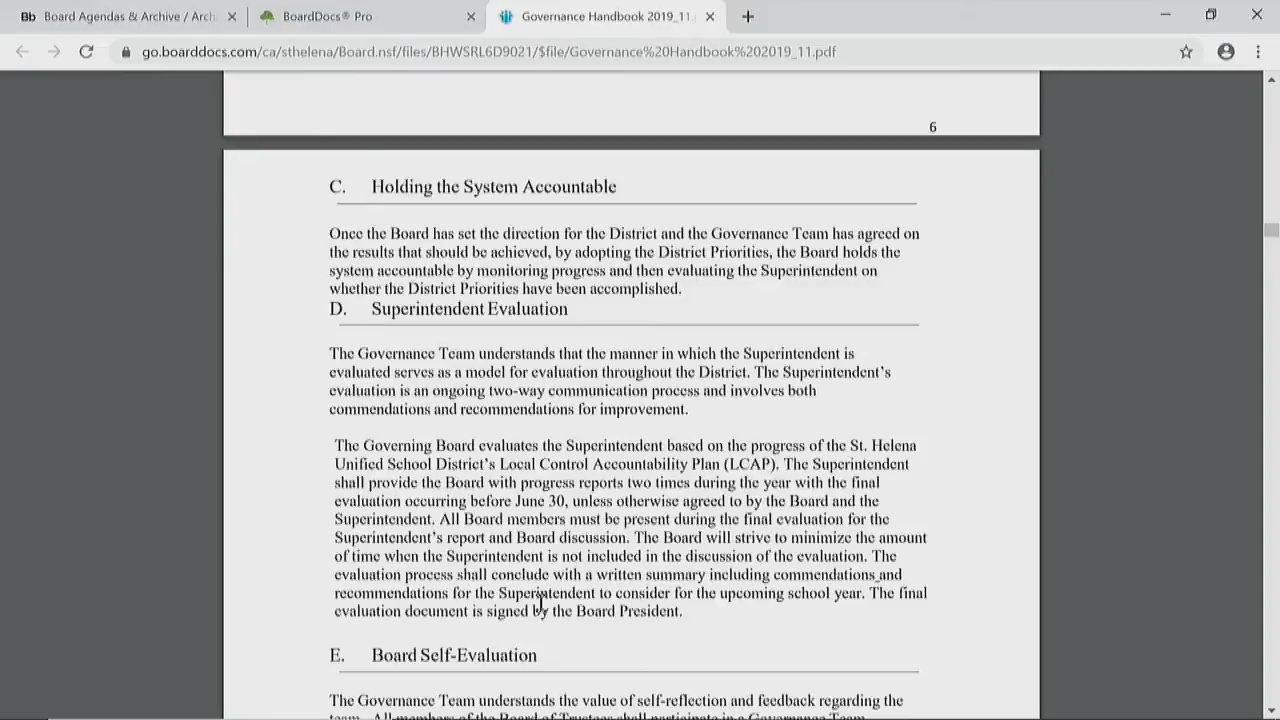 Bb Board Agendas & Archive / Arch
BoardDocs® Pro
Governance Handbook 2019_11.
go.boarddocs.com/ca/sthelena/Board.nsf/files/BHWSRL6D9021/$file/Governance%20Handbook%202019_11.pdf
6
C. Holding the System Accountable
Once the Board has set the direction for the District and the Governance Team has agreed on
the results that should be achieved, by adopting the District Priorities, the Board holds the
system accountable by monitoring progress and then evaluating the Superintendent on
whether the District Priorities have been accomplished.
D. Superintendent Evaluation
The Governance Team understands that the manner in which the Superintendent is
evaluated serves as a model for evaluation throughout the District. The Superintendent's
evaluation is an ongoing two-way communication process and involves both
commendations and recommendations for improvement.
The Governing Board evaluates the Superintendent based on the progress of the St. Helena
Unified School District's Local Control Accountability Plan (LCAP). The Superintendent
shall provide the Board with progress reports two times during the year with the final
evaluation occurring before June 30, unless otherwise agreed to by the Board and the
Superintendent. All Board members must be present during the final evaluation for the
Superintendent's report and Board discussion. The Board will strive to minimize the amount
of time when the Superintendent is not included in the discussion of the evaluation. The
evaluation process shall conclude with a written summary including commendations and
recommendations for the Superintendent to consider for the upcoming school year. The final
evaluation document is signed by the Board President.
E. Board Self-Evaluation
The Governance Team understands the value of self-reflection and feedback regarding the
team. All members of the Board of Trustees shall participate in a Governance Team